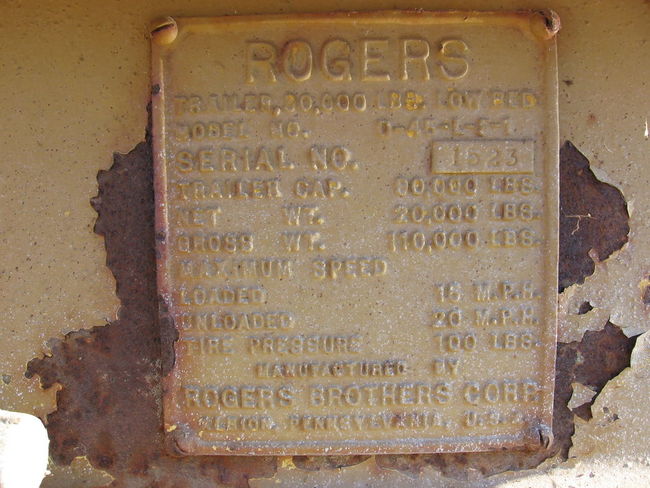 ROGERS
TRAILER, 90,000 LBS. LOW BED
MODEL NO.
SERIAL NO. 1523
TRAILER CAP. 90,000 LBS.
NET WT. 20,000 LBS.
GROSS WT. 110,000 LBS.
MAXIMUM SPEED
LOADED 18 M.P.H.
UNLOADED 20 M.P.H.
TIRE PRESSURE 100 LBS.
MANUFACTURED BY
ROGERS BROTHERS CORP.
ALBION, PENNSYLVANIA, U.S.A.